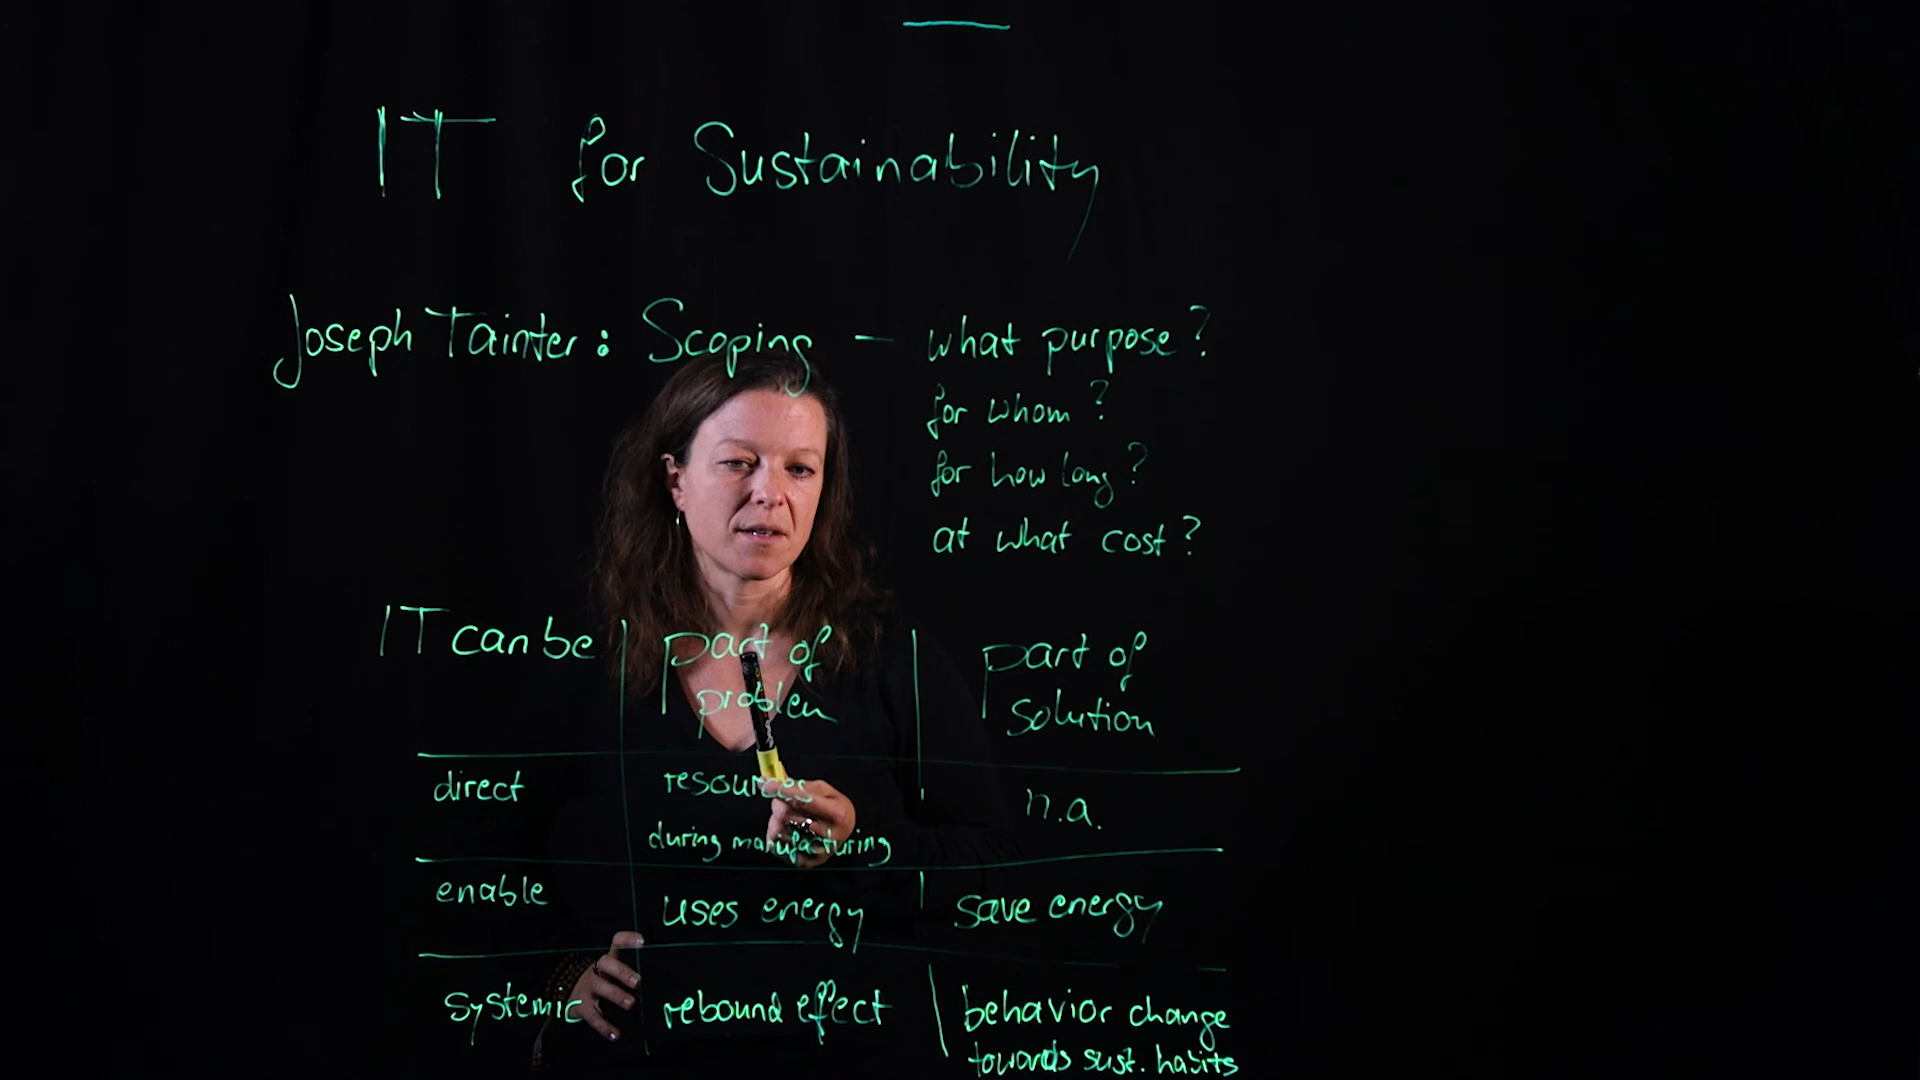 IT for Sustainability
Joseph Tainter: Scoping – what purpose?
for whom?
for how long?
at what cost?
IT can be
part of
problem
part of
solution
direct
resources
during manufacturing
n.a.
enable
uses energy
save energy
systemic
rebound effect
behavior change
towards sust. habits